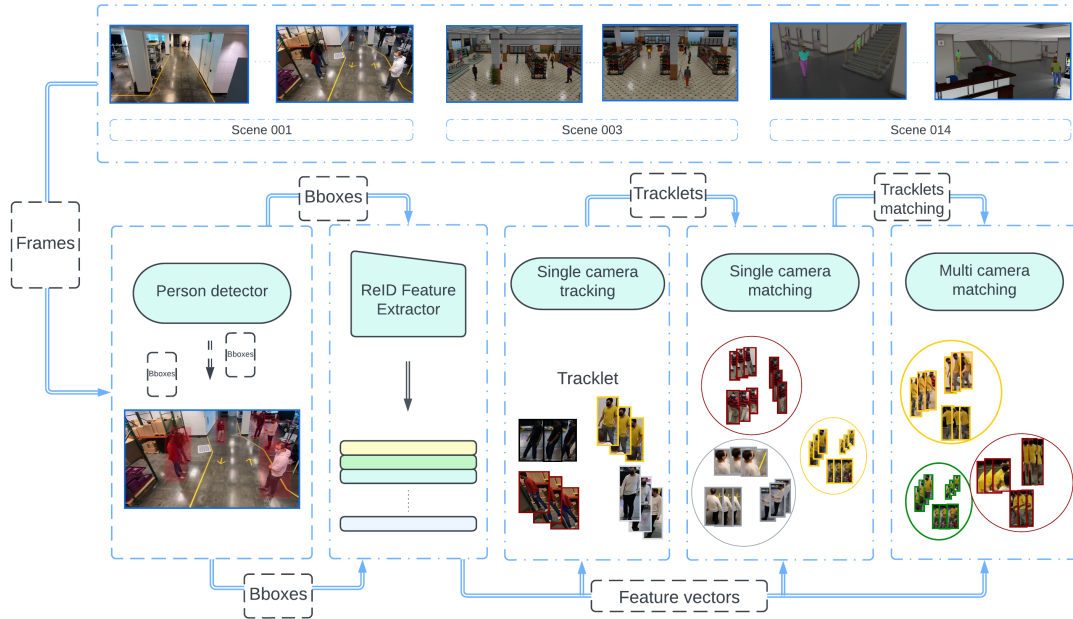 Scene 001
Scene 003
Scene 014
Frames
Bboxes
Tracklets
Tracklets
matching
Person detector
ReID Feature
Extractor
Single camera
tracking
Single camera
matching
Multi camera
matching
Bboxes
Bboxes
Tracklet
Bboxes
Feature vectors